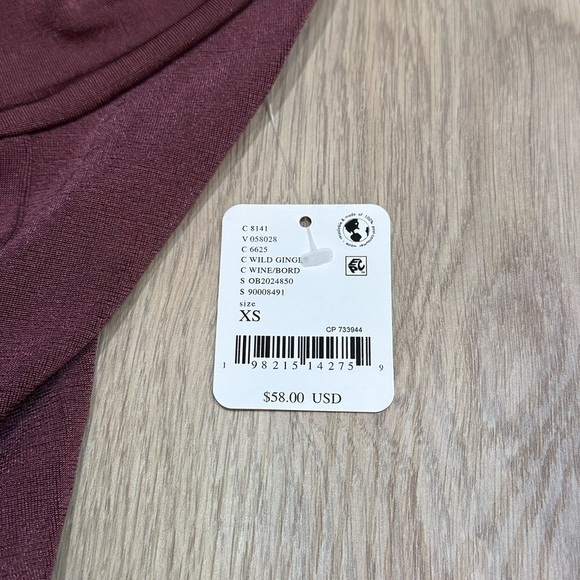 C 8141
V 058028
C 6625
C WILD GINGE
C WINE/BORD
S OB2024850
S 90008491
size
XS
CP 733944
1 98215 14275 9
$58.00 USD